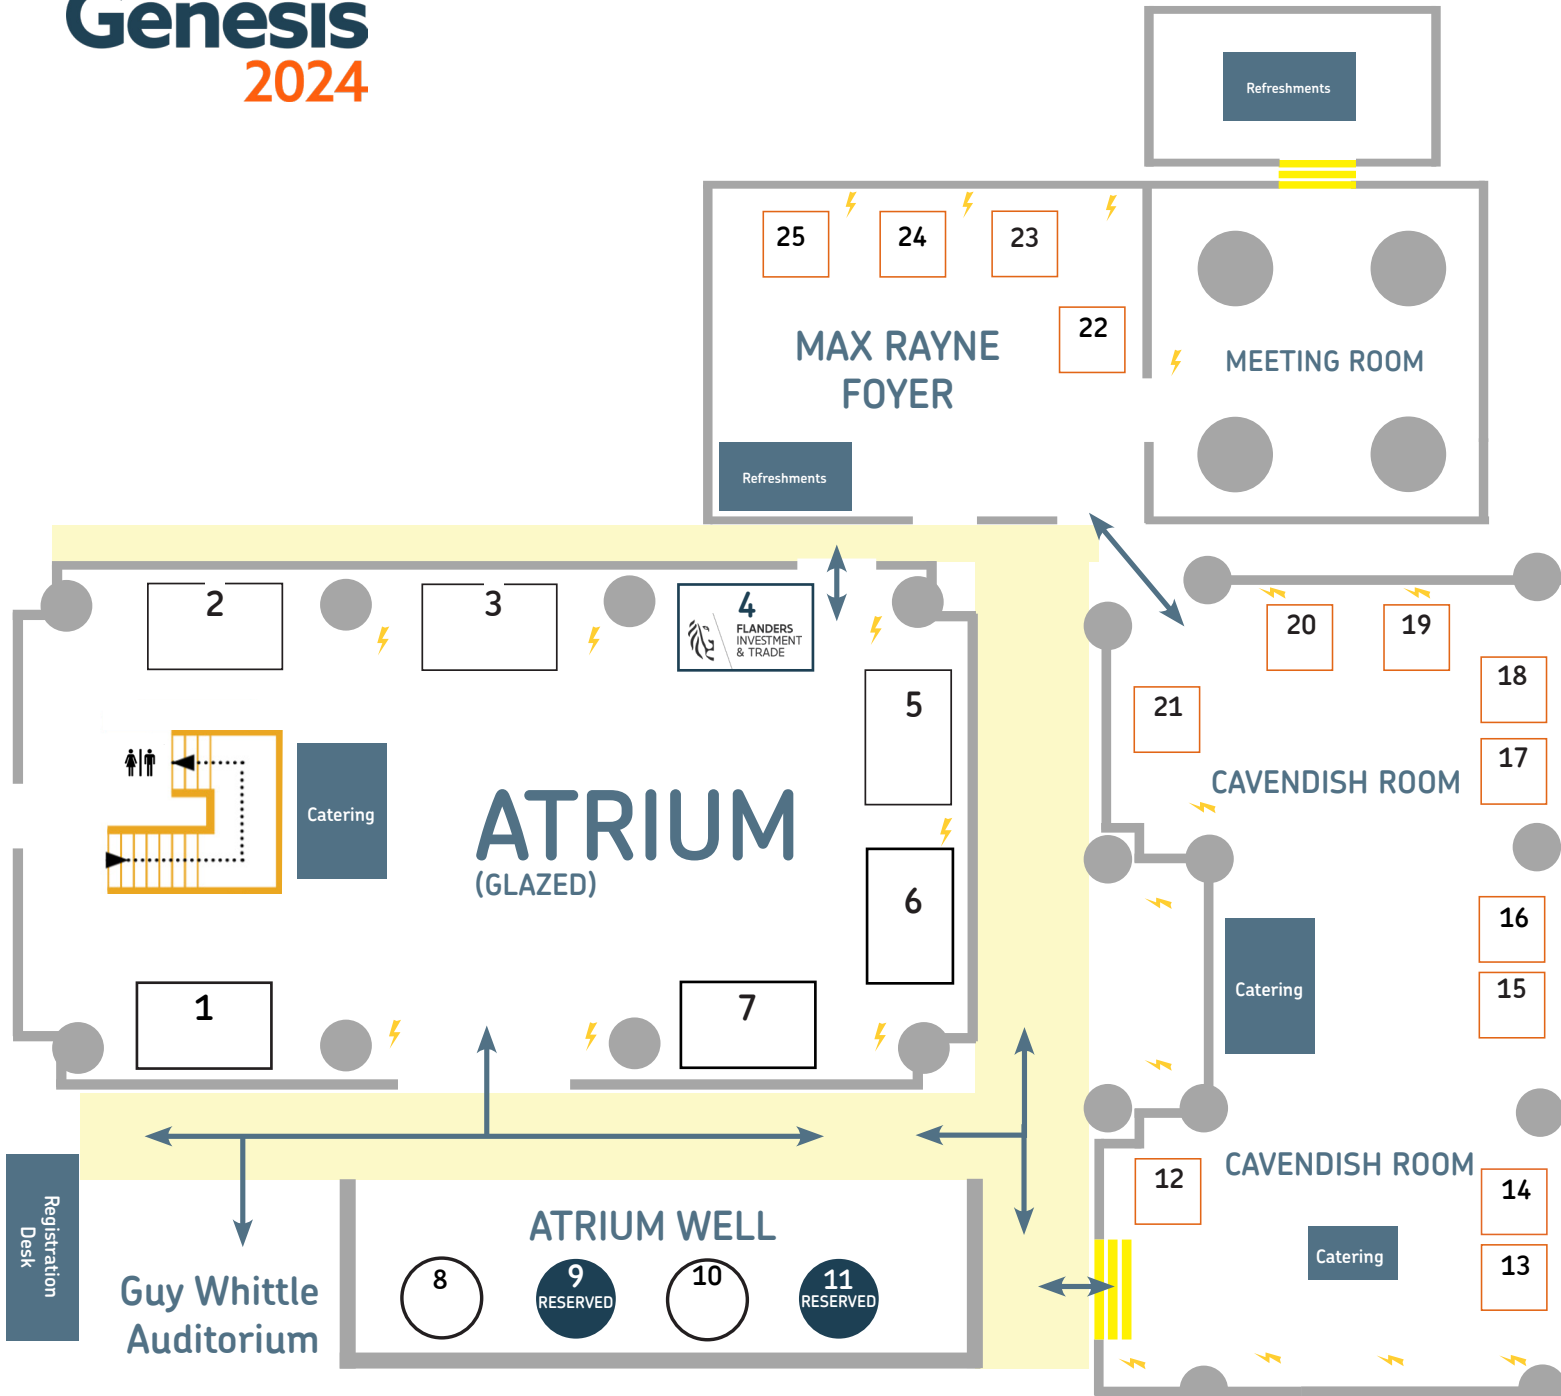 Genesis
2024
Refreshments
25
24
23
22
MAX RAYNE
FOYER
MEETING ROOM
Refreshments
2
3
4
FLANDERS
INVESTMENT
& TRADE
5
20
19
18
21
17
CAVENDISH ROOM
Catering
ATRIUM
(GLAZED)
6
16
15
Catering
1
7
CAVENDISH ROOM
12
14
13
Catering
Registration
Desk
Guy Whittle
Auditorium
ATRIUM WELL
8
9
RESERVED
10
11
RESERVED